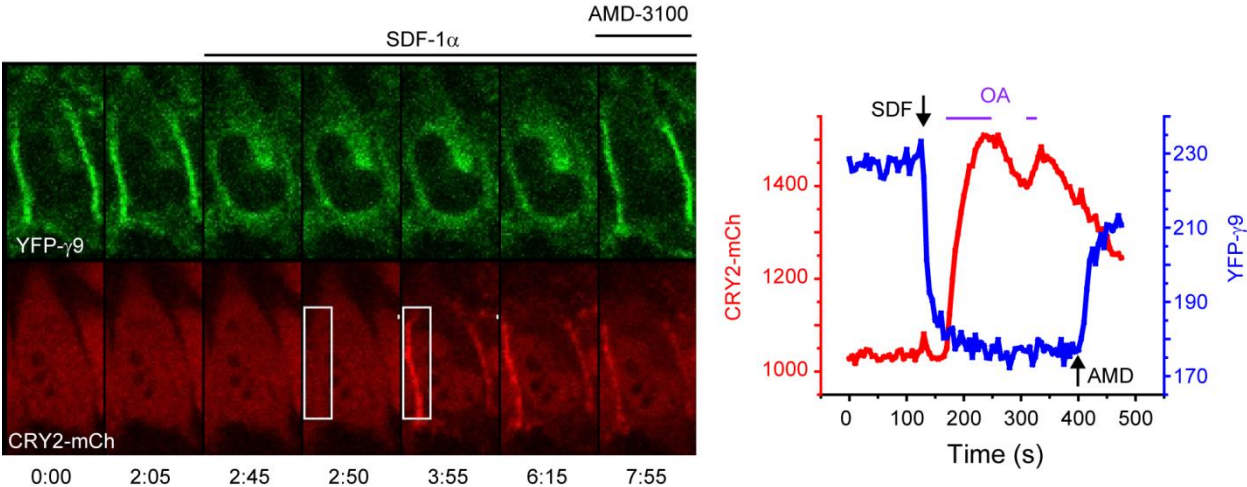 AMD-3100
SDF-1α
YFP-γ9
CRY2-mCh
0:00 2:05 2:45 2:50 3:55 6:15 7:55
SDF OA
AMD
CRY2-mCh
1400
1200
1000
YFP-γ9
230
210
190
170
0 100 200 300 400 500
Time (s)